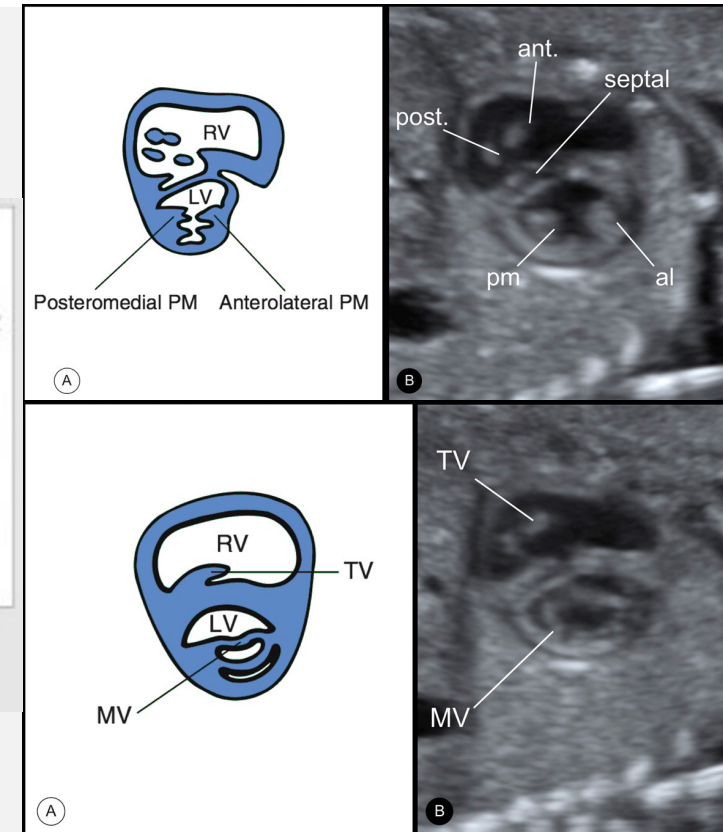 RV
LV
Posteromedial PM
Anterolateral PM
A
ant.
septal
post.
pm
al
B
RV
TV
LV
MV
A
TV
MV
B